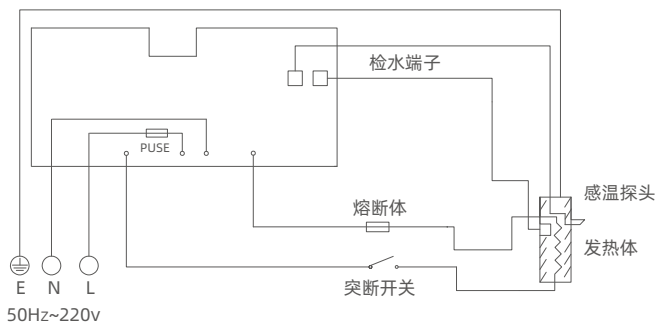 检水端子
PUSE
感温探头
熔断体
发热体
突断开关
E N L
50Hz~220v